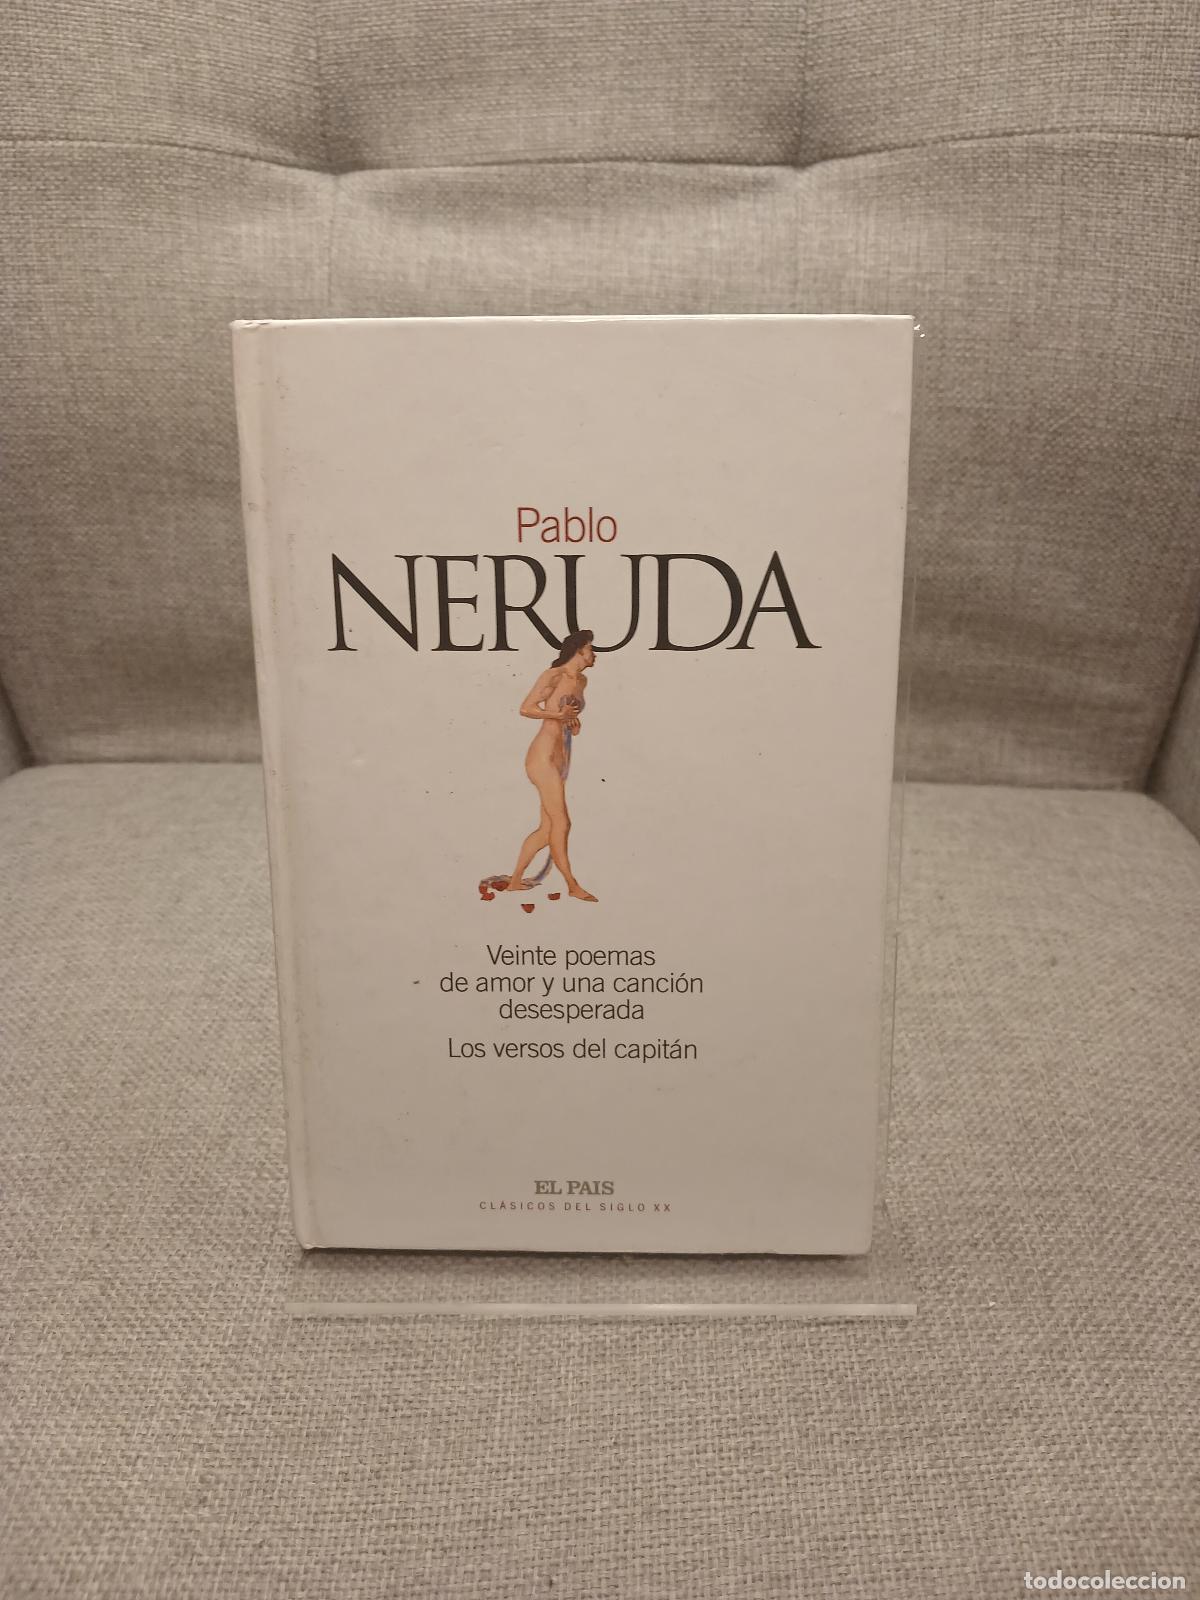 Pablo
NERUDA
Veinte poemas
de amor y una canción
desesperada
Los versos del capitán
EL PAIS
CLÁSICOS DEL SIGLO XX
todocoleccion